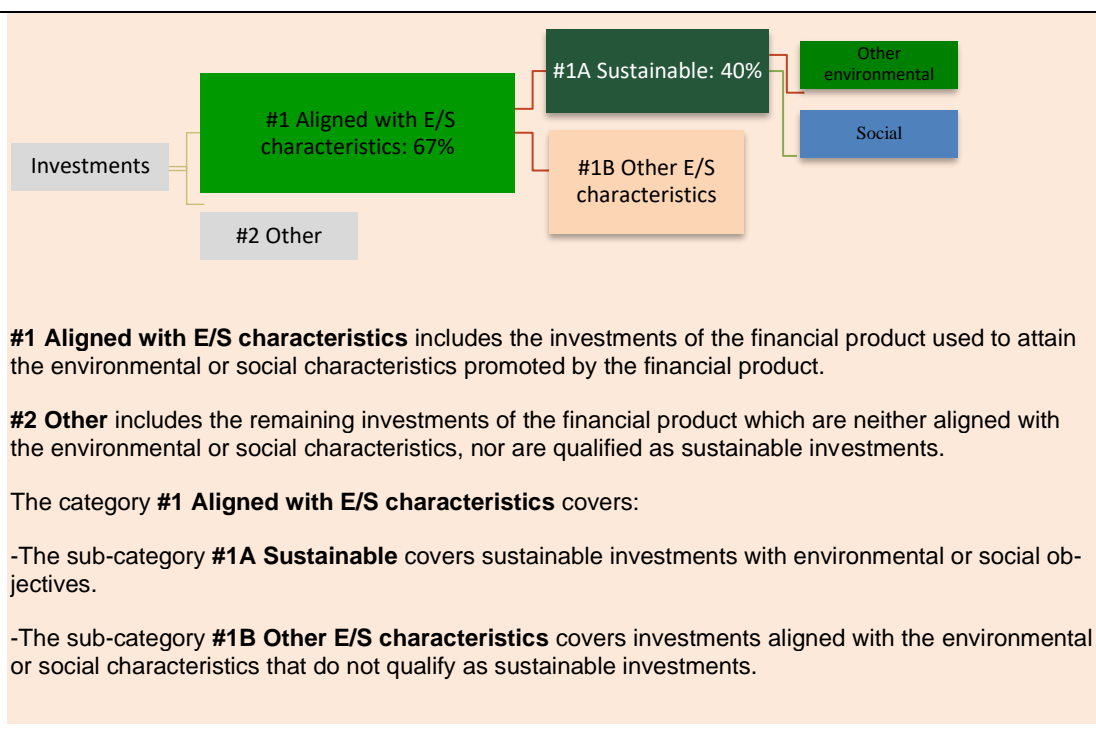 Investments
#1 Aligned with E/S
characteristics: 67%
#2 Other
#1A Sustainable: 40%
#1B Other E/S
characteristics
Other
environmental
Social
#1 Aligned with E/S characteristics includes the investments of the financial product used to attain
the environmental or social characteristics promoted by the financial product.
#2 Other includes the remaining investments of the financial product which are neither aligned with
the environmental or social characteristics, nor are qualified as sustainable investments.
The category #1 Aligned with E/S characteristics covers:
-The sub-category #1A Sustainable covers sustainable investments with environmental or social ob-
jectives.
-The sub-category #1B Other E/S characteristics covers investments aligned with the environmental
or social characteristics that do not qualify as sustainable investments.